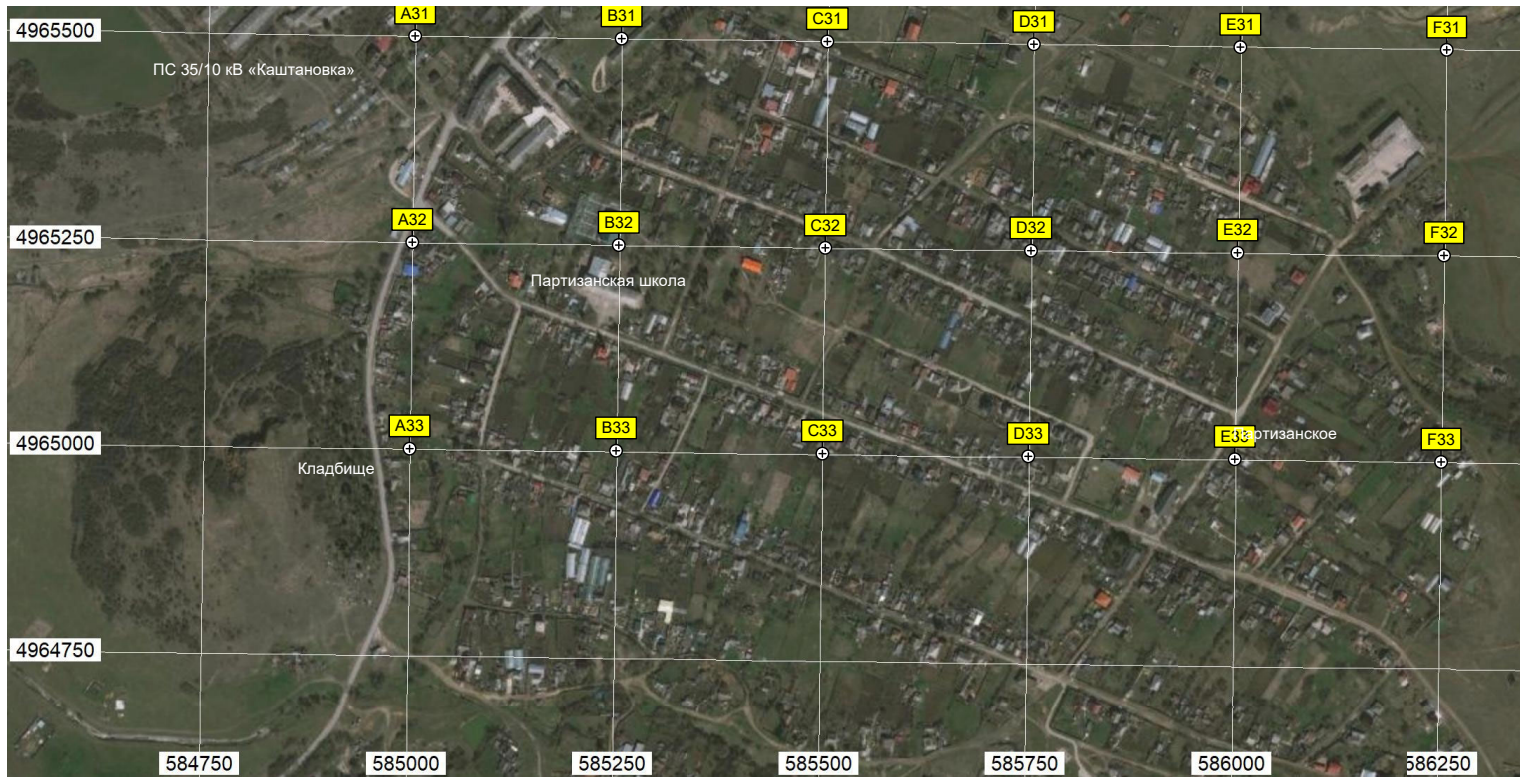 A31
B31
C31
D31
E31
F31
4965500
ПС 35/10 кВ «Каштановка»
A32
B32
C32
D32
E32
F32
4965250
Партизанская школа
A33
B33
C33
D33
E33
Партизанское
F33
4965000
Кладбище
4964750
584750
585000
585250
585500
585750
586000
586250